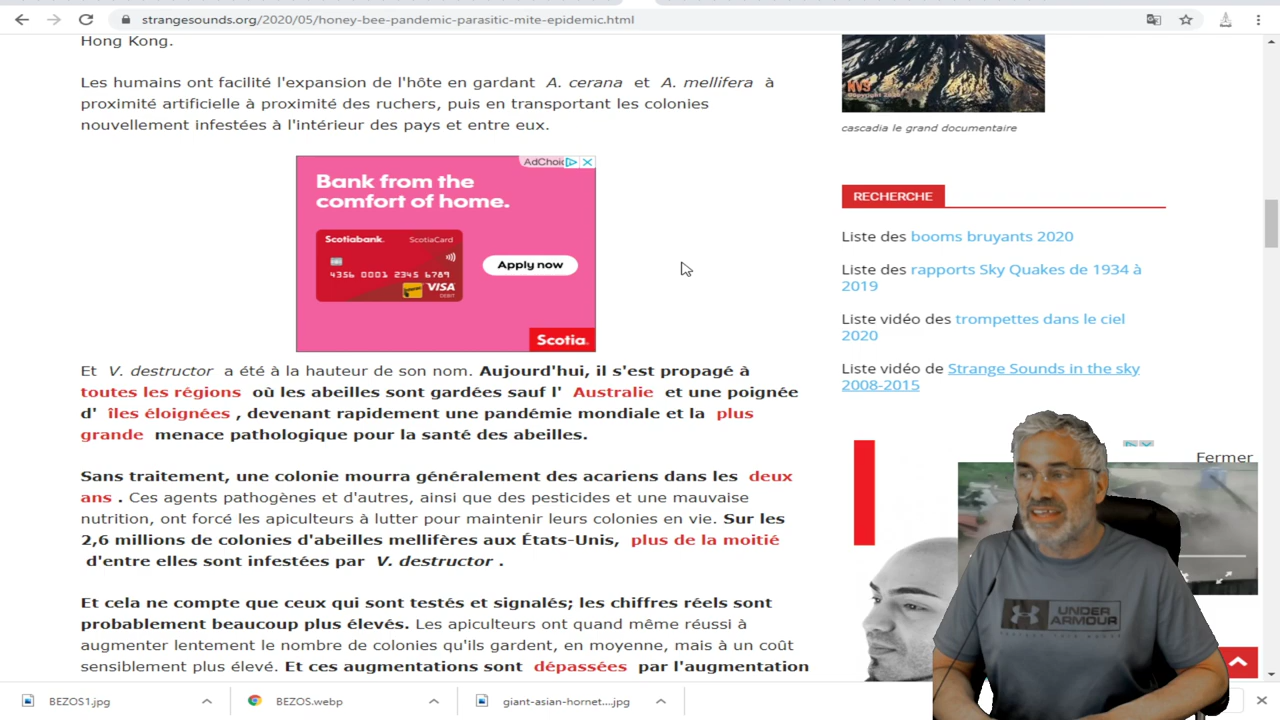 strangesounds.org/2020/05/honey-bee-pandemic-parasitic-mite-epidemic.html
Hong Kong.
Les humains ont facilité l'expansion de l'hôte en gardant A. cerana et A. mellifera à
proximité artificielle à proximité des ruchers, puis en transportant les colonies
nouvellement infestées à l'intérieur des pays et entre eux.
Bank from the
comfort of home.
Scotiabank. ScotiaCard
4356 0001 2345 6789
VISA
DEBIT
Apply now
Scotia.
Et V. destructor a été à la hauteur de son nom. Aujourd'hui, il s'est propagé à
toutes les régions où les abeilles sont gardées sauf l' Australie et une poignée
d' îles éloignées , devenant rapidement une pandémie mondiale et la plus
grande menace pathologique pour la santé des abeilles.
Sans traitement, une colonie mourra généralement des acariens dans les deux
ans . Ces agents pathogènes et d'autres, ainsi que des pesticides et une mauvaise
nutrition, ont forcé les apiculteurs à lutter pour maintenir leurs colonies en vie. Sur les
2,6 millions de colonies d'abeilles mellifères aux États-Unis, plus de la moitié
d'entre elles sont infestées par V. destructor .
Et cela ne compte que ceux qui sont testés et signalés; les chiffres réels sont
probablement beaucoup plus élevés. Les apiculteurs ont quand même réussi à
augmenter lentement le nombre de colonies qu'ils gardent, en moyenne, mais à un coût
sensiblement plus élevé. Et ces augmentations sont dépassées par l'augmentation
cascadia le grand documentaire
RECHERCHE
Liste des booms bruyants 2020
Liste des rapports Sky Quakes de 1934 à
2019
Liste vidéo des trompettes dans le ciel
2020
Liste vidéo de Strange Sounds in the sky
2008-2015
Fermer
UNDER
ARMOUR
BEZOS1.jpg
BEZOS.webp
giant-asian-hornet....jpg